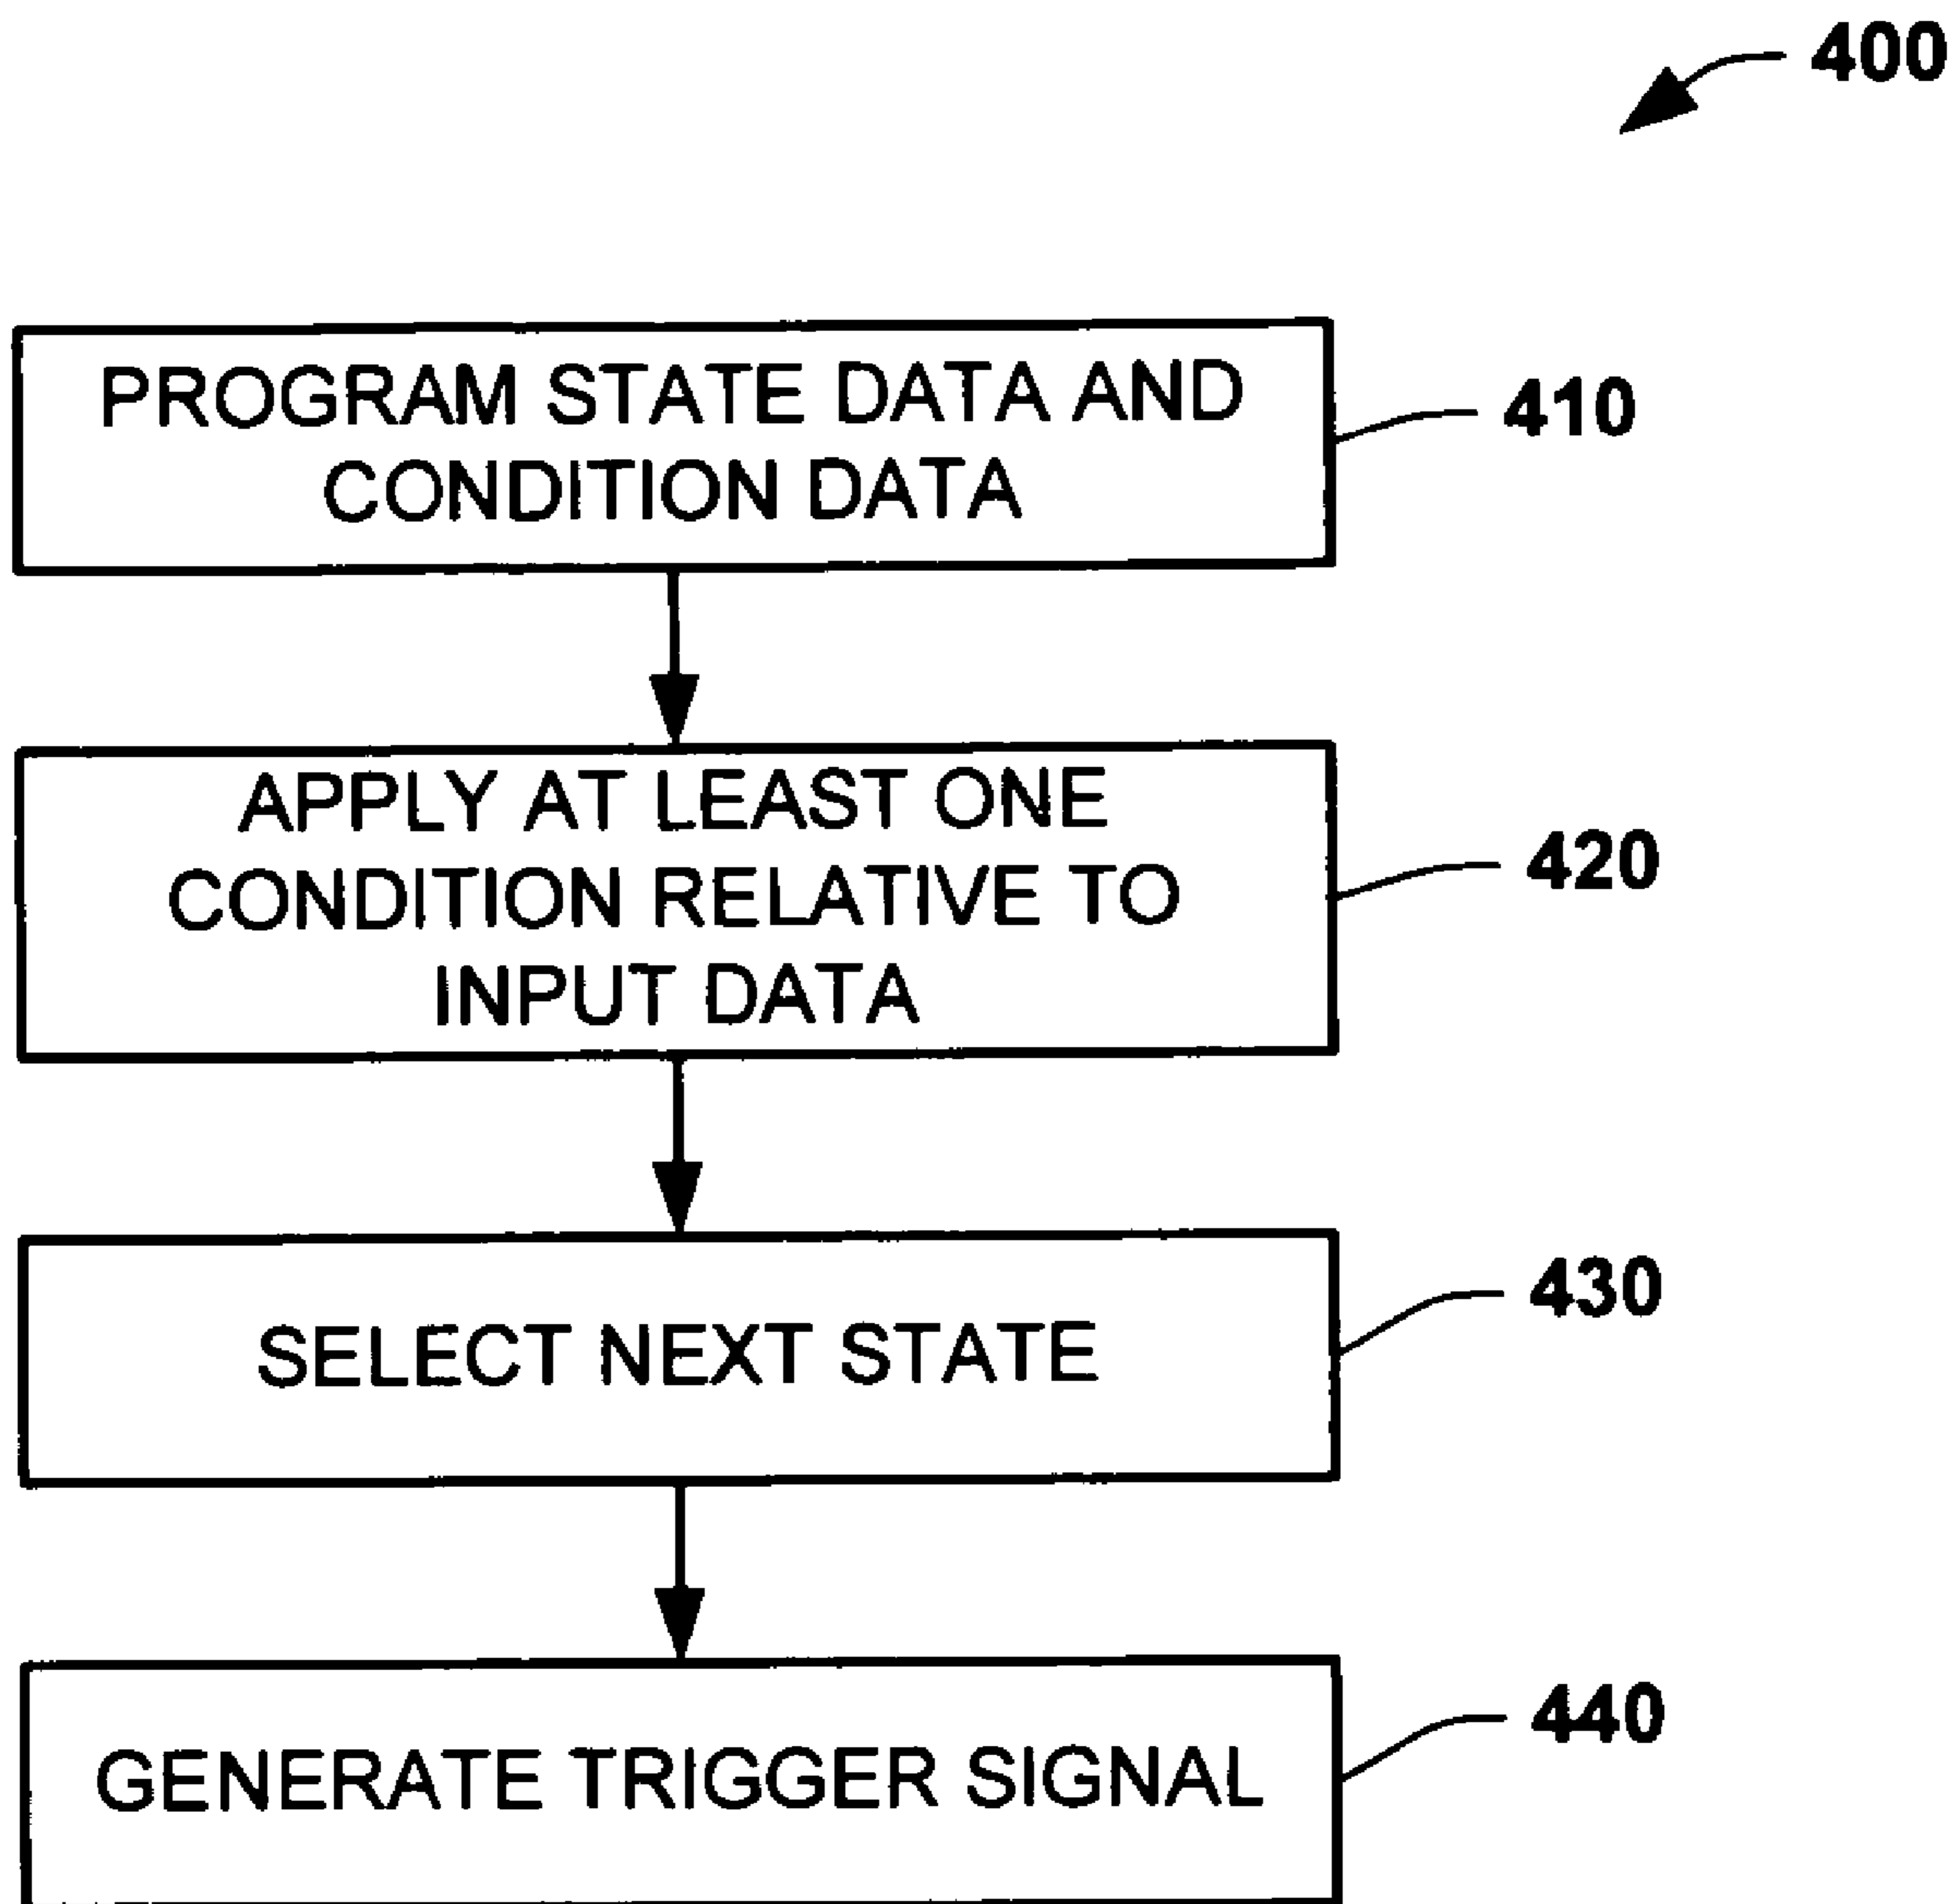 400
PROGRAM STATE DATA AND
CONDITION DATA
410
APPLY AT LEAST ONE
CONDITION RELATIVE TO
INPUT DATA
420
SELECT NEXT STATE
430
GENERATE TRIGGER SIGNAL
440